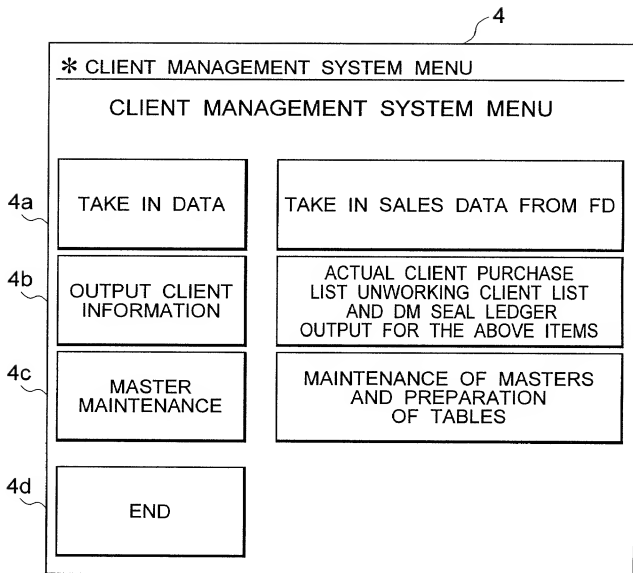 4
* CLIENT MANAGEMENT SYSTEM MENU
CLIENT MANAGEMENT SYSTEM MENU
4a
TAKE IN DATA
TAKE IN SALES DATA FROM FD
4b
OUTPUT CLIENT
INFORMATION
ACTUAL CLIENT PURCHASE
LIST UNWORKING CLIENT LIST
AND DM SEAL LEDGER
OUTPUT FOR THE ABOVE ITEMS
4c
MASTER
MAINTENANCE
MAINTENANCE OF MASTERS
AND PREPARATION
OF TABLES
4d
END